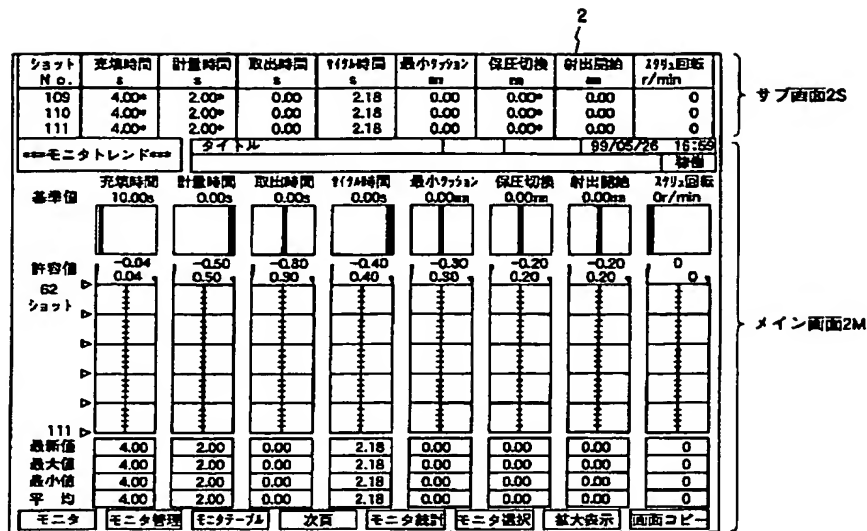 2
ショット 充填時間 計量時間 取出時間 サイクル時間 最小クッション 保圧切換 射出開始 スクリュ回転
No. s s s s mm mm mm r/min
109 4.00* 2.00* 0.00 2.18 0.00 0.00* 0.00 0
110 4.00* 2.00* 0.00 2.18 0.00 0.00* 0.00 0
111 4.00* 2.00* 0.00 2.18 0.00 0.00* 0.00 0
サブ画面2S
***モニタトレンド*** タイトル 99/05/26 16:59
稼働
充填時間 計量時間 取出時間 サイクル時間 最小クッション 保圧切換 射出開始 スクリュ回転
基準値 10.00s 0.00s 0.00s 0.00s 0.00mm 0.00mm 0.00mm 0r/min
許容値 -0.04 -0.50 -0.40 -0.30 -0.20 -0.20 0
0.04 0.50 0.40 0.30 0.20 0.20 0
62
ショット
メイン画面2M
111
最新値 4.00 2.00 0.00 2.18 0.00 0.00 0.00 0
最大値 4.00 2.00 0.00 2.18 0.00 0.00 0.00 0
最小値 4.00 2.00 0.00 2.18 0.00 0.00 0.00 0
平 均 4.00 2.00 0.00 2.18 0.00 0.00 0.00 0
モニタ モニタ管理 モニタテーブル 次頁 モニタ統計 モニタ選択 拡大表示 画面コピー